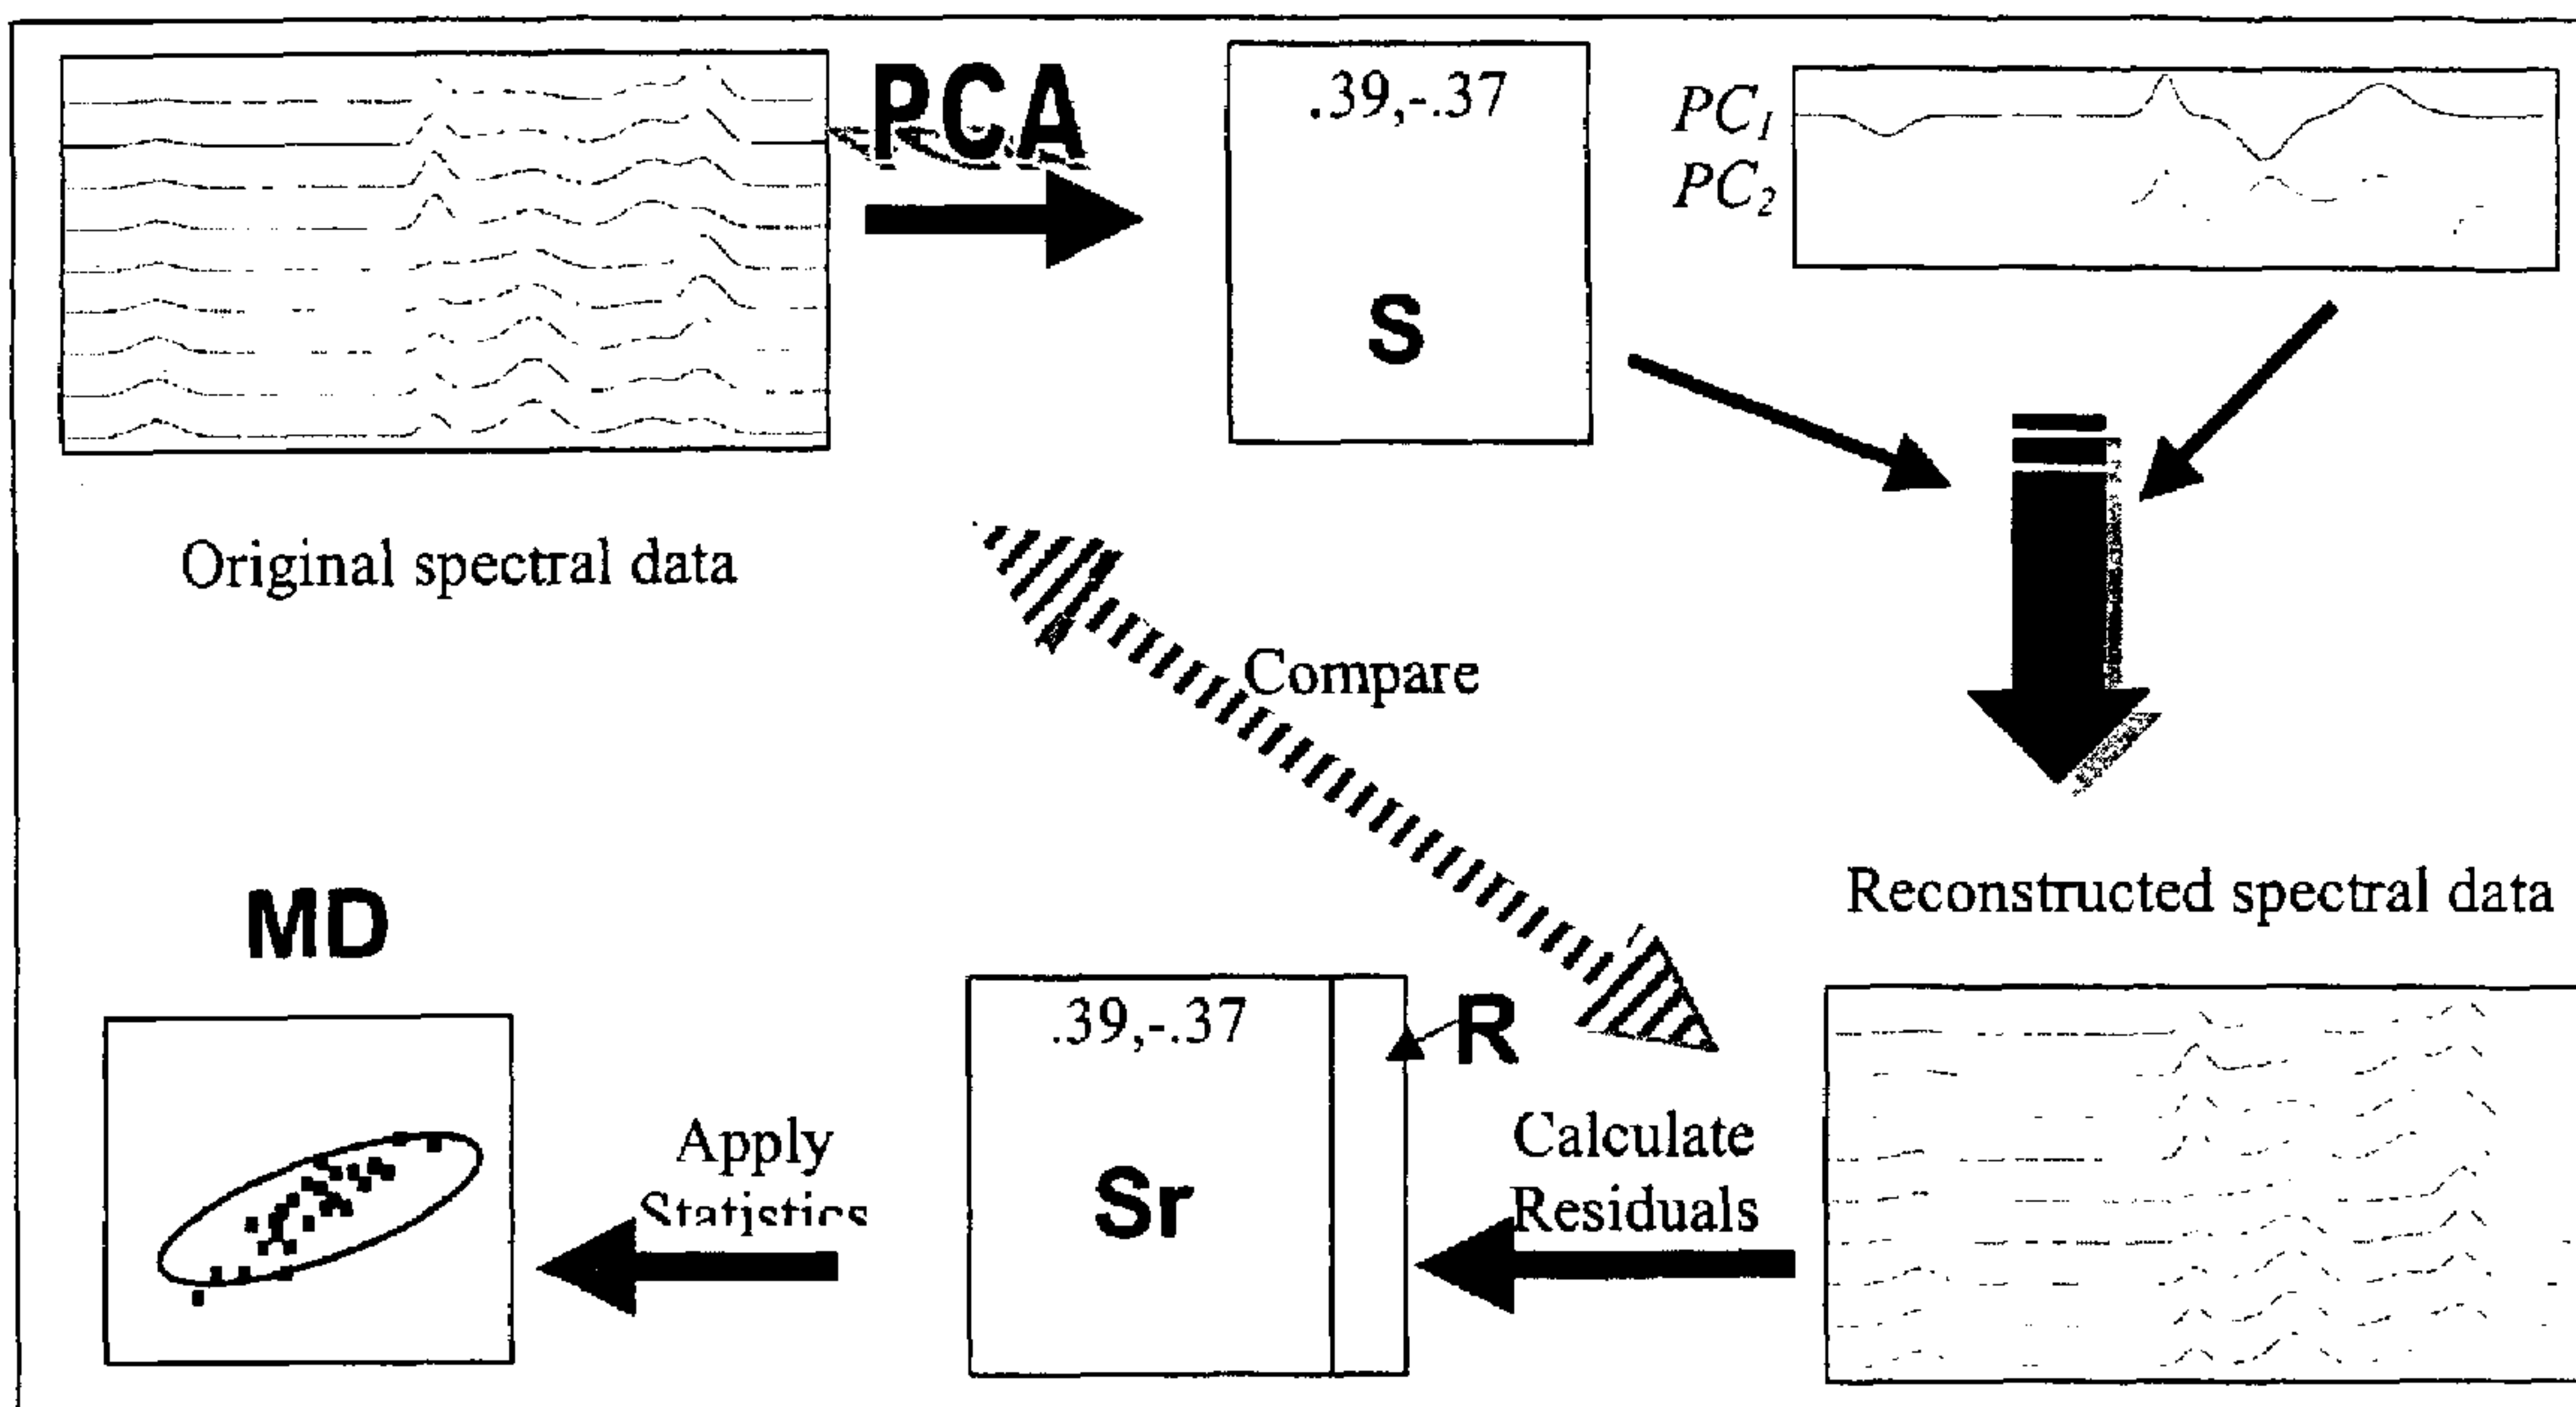 PCA
.39,-.37
S
PC1
PC2
Original spectral data
Compare
Reconstructed spectral data
MD
.39,-.37
R
Sr
Apply
Statistics
Calculate
Residuals